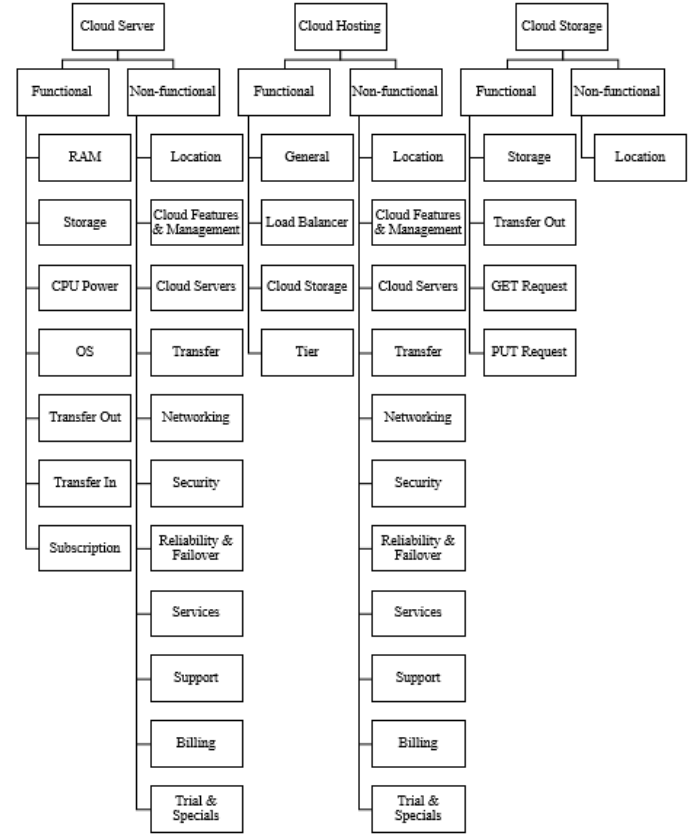 Cloud Server
Cloud Hosting
Cloud Storage
Functional
Non-functional
Functional
Non-functional
Functional
Non-functional
RAM
Location
General
Location
Storage
Location
Storage
Cloud Features
& Management
Load Balancer
Cloud Features
& Management
Transfer Out
CPU Power
Cloud Servers
Cloud Storage
Cloud Servers
GET Request
OS
Transfer
Tier
Transfer
PUT Request
Transfer Out
Networking
Networking
Transfer In
Security
Security
Subscription
Reliability &
Failover
Reliability &
Failover
Services
Services
Support
Support
Billing
Billing
Trial &
Specials
Trial &
Specials